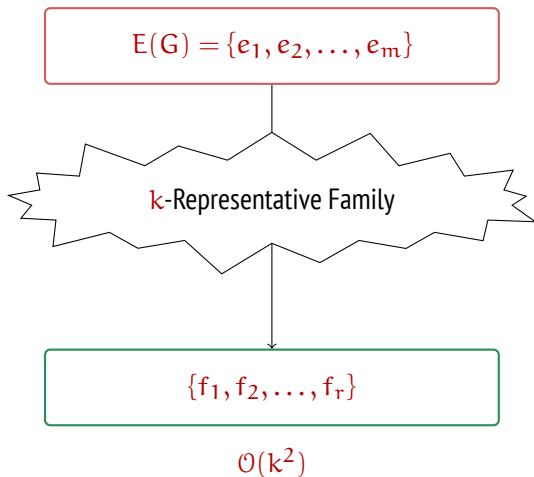 E(G) = {e₁, e₂, . . . , eₘ}
k-Representative Family
{f₁, f₂, . . . , fᵣ}
𝒪(k²)